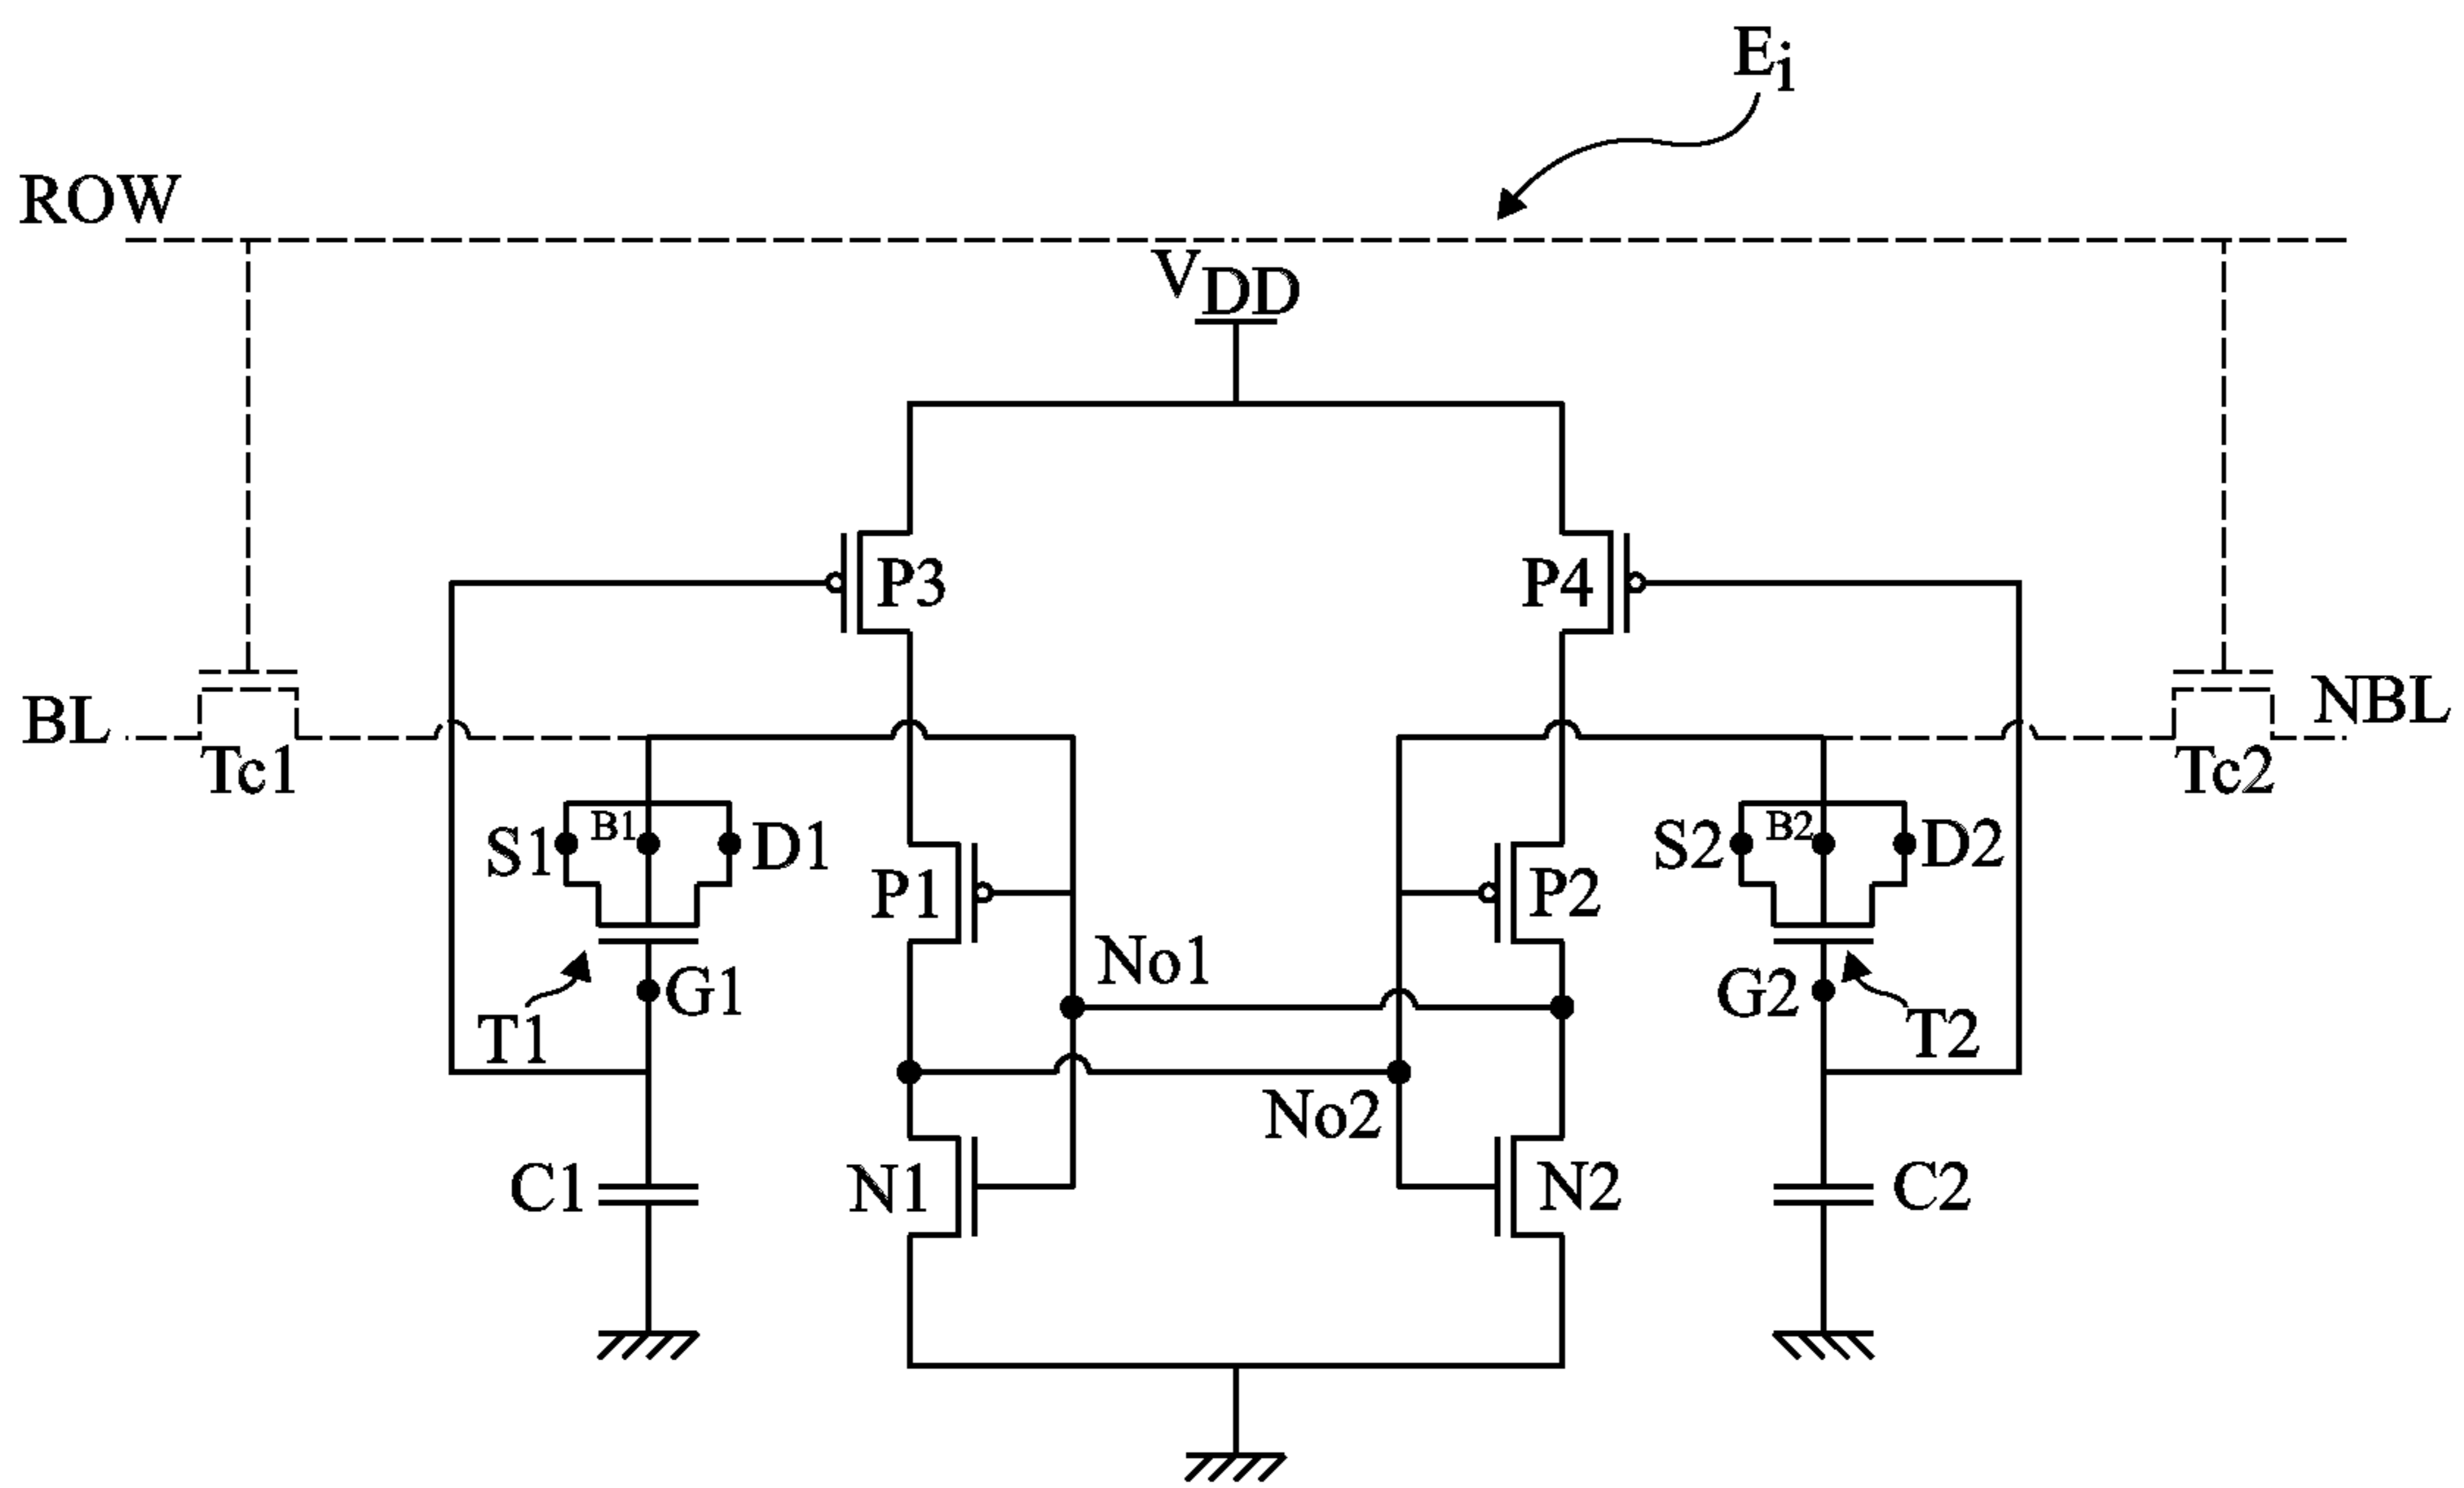 Ei
ROW
VDD
P3
P4
BL
NBL
Tc1
Tc2
S1
B1
D1
S2
B2
D2
P1
P2
No1
G1
G2
T1
T2
No2
C1
N1
N2
C2